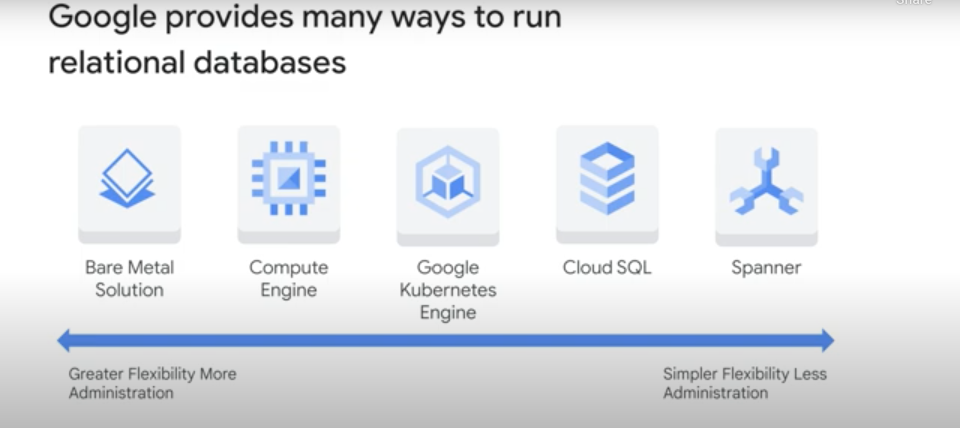 Google provides many ways to run
relational databases
Bare Metal
Solution
Compute
Engine
Google
Kubernetes
Engine
Cloud SQL
Spanner
Greater Flexibility More
Administration
Simpler Flexibility Less
Administration